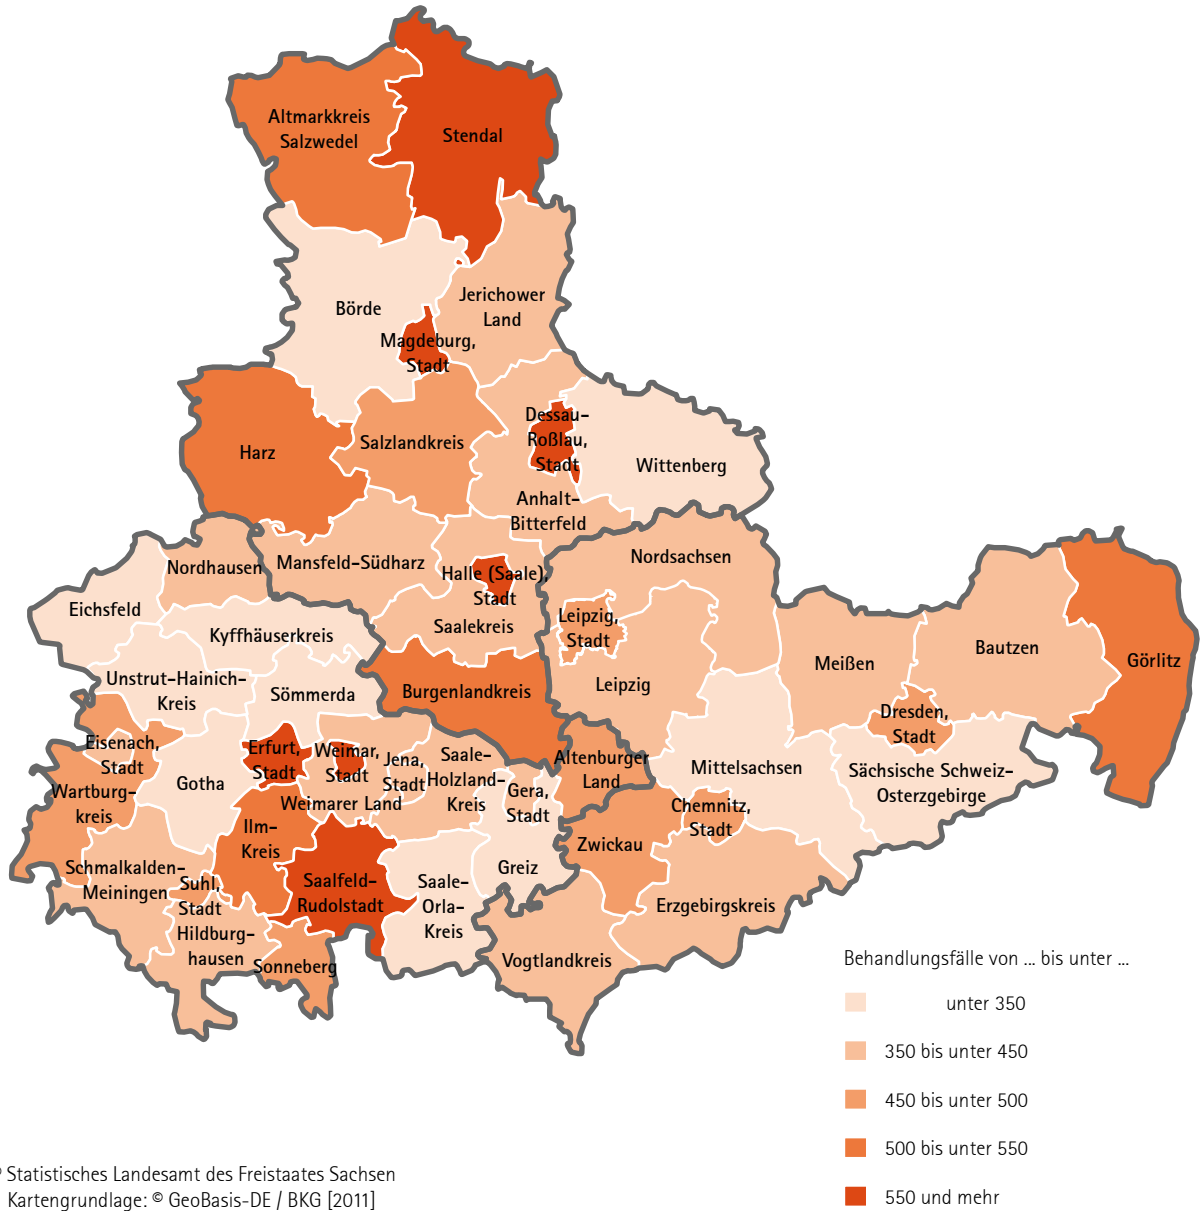 Altmarkkreis
Salzwedel
Stendal
Börde
Jerichower
Land
Magdeburg,
Stadt
Dessau-
Roßlau,
Stadt
Salzlandkreis
Harz
Wittenberg
Anhalt-
Bitterfeld
Nordhausen
Mansfeld-Südharz
Halle (Saale),
Stadt
Nordsachsen
Eichsfeld
Kyffhäuserkreis
Saalekreis
Leipzig,
Stadt
Meißen
Bautzen
Görlitz
Unstrut-Hainich-
Kreis
Sömmerda
Burgenlandkreis
Leipzig
Dresden,
Stadt
Eisenach,
Stadt
Erfurt,
Stadt
Weimar,
Stadt
Jena,
Stadt
Saale-
Holzland-
Kreis
Altenburger
Land
Mittelsachsen
Sächsische Schweiz-
Osterzgebirge
Wartburg-
kreis
Gotha
Weimarer Land
Gera,
Stadt
Chemnitz,
Stadt
Ilm-
Kreis
Zwickau
Schmalkalden-
Meiningen
Suhl,
Stadt
Saalfeld-
Rudolstadt
Saale-
Orla-
Kreis
Greiz
Erzgebirgskreis
Hildburg-
hausen
Sonneberg
Vogtlandkreis
Behandlungsfälle von ... bis unter ...
unter 350
350 bis unter 450
450 bis unter 500
500 bis unter 550
550 und mehr
© Statistisches Landesamt des Freistaates Sachsen
Kartengrundlage: © GeoBasis-DE / BKG [2011]